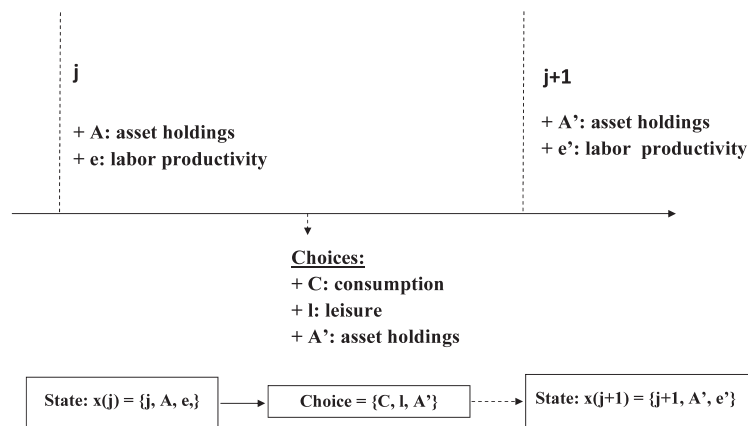 j
+ A: asset holdings
+ e: labor productivity
j+1
+ A’: asset holdings
+ e’: labor productivity
Choices:
+ C: consumption
+ l: leisure
+ A’: asset holdings
State: x(j) = {j, A, e,}
Choice = {C, l, A’}
State: x(j+1) = {j+1, A’, e’}